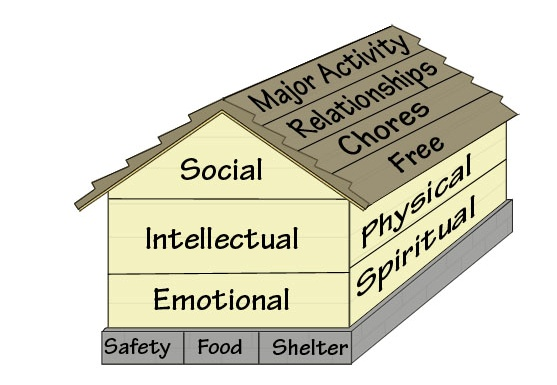 Major Activity
Relationships
Chores
Free
Social
Intellectual
Emotional
Physical
Spiritual
Safety Food Shelter